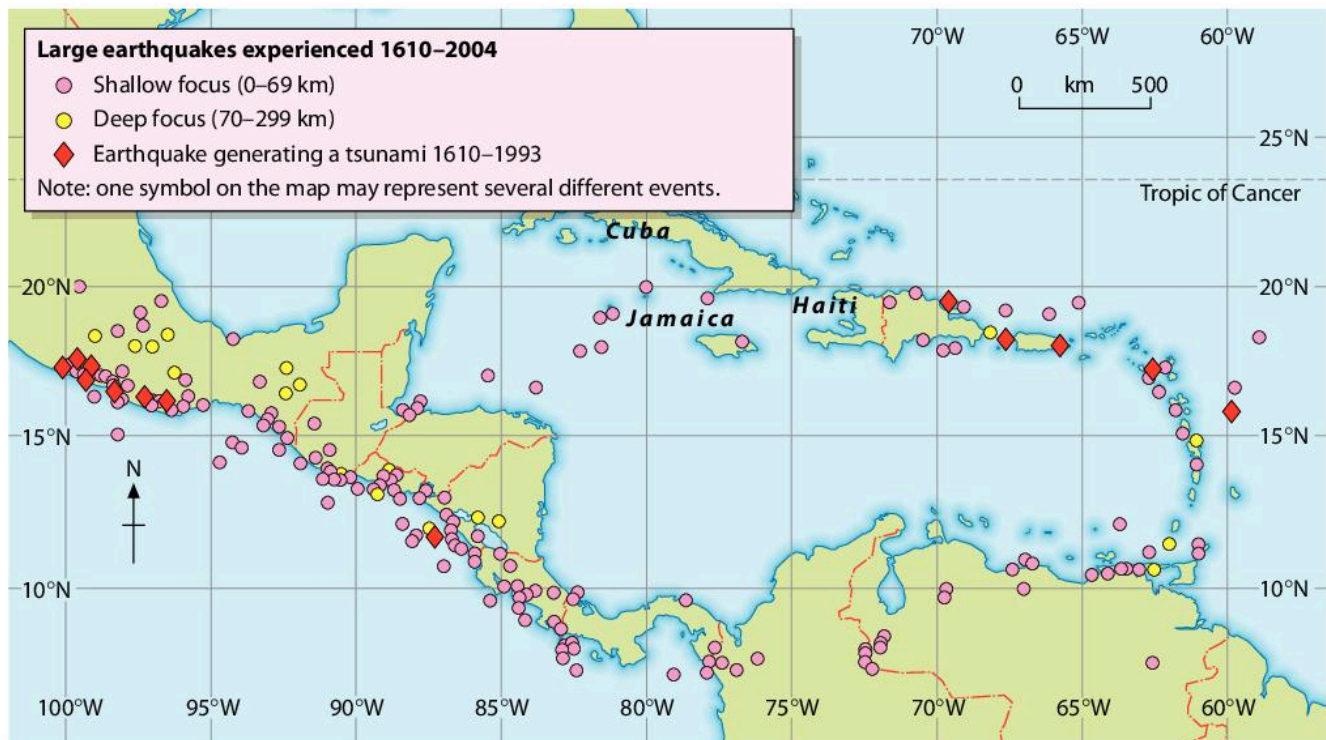 Large earthquakes experienced 1610–2004
Shallow focus (0–69 km)
Deep focus (70–299 km)
Earthquake generating a tsunami 1610–1993
Note: one symbol on the map may represent several different events.
70°W 65°W 60°W
0 km 500
25°N
Tropic of Cancer
Cuba
20°N 20°N
Haiti
Jamaica
15°N 15°N
N
10°N 10°N
100°W 95°W 90°W 85°W 80°W 75°W 70°W 65°W 60°W